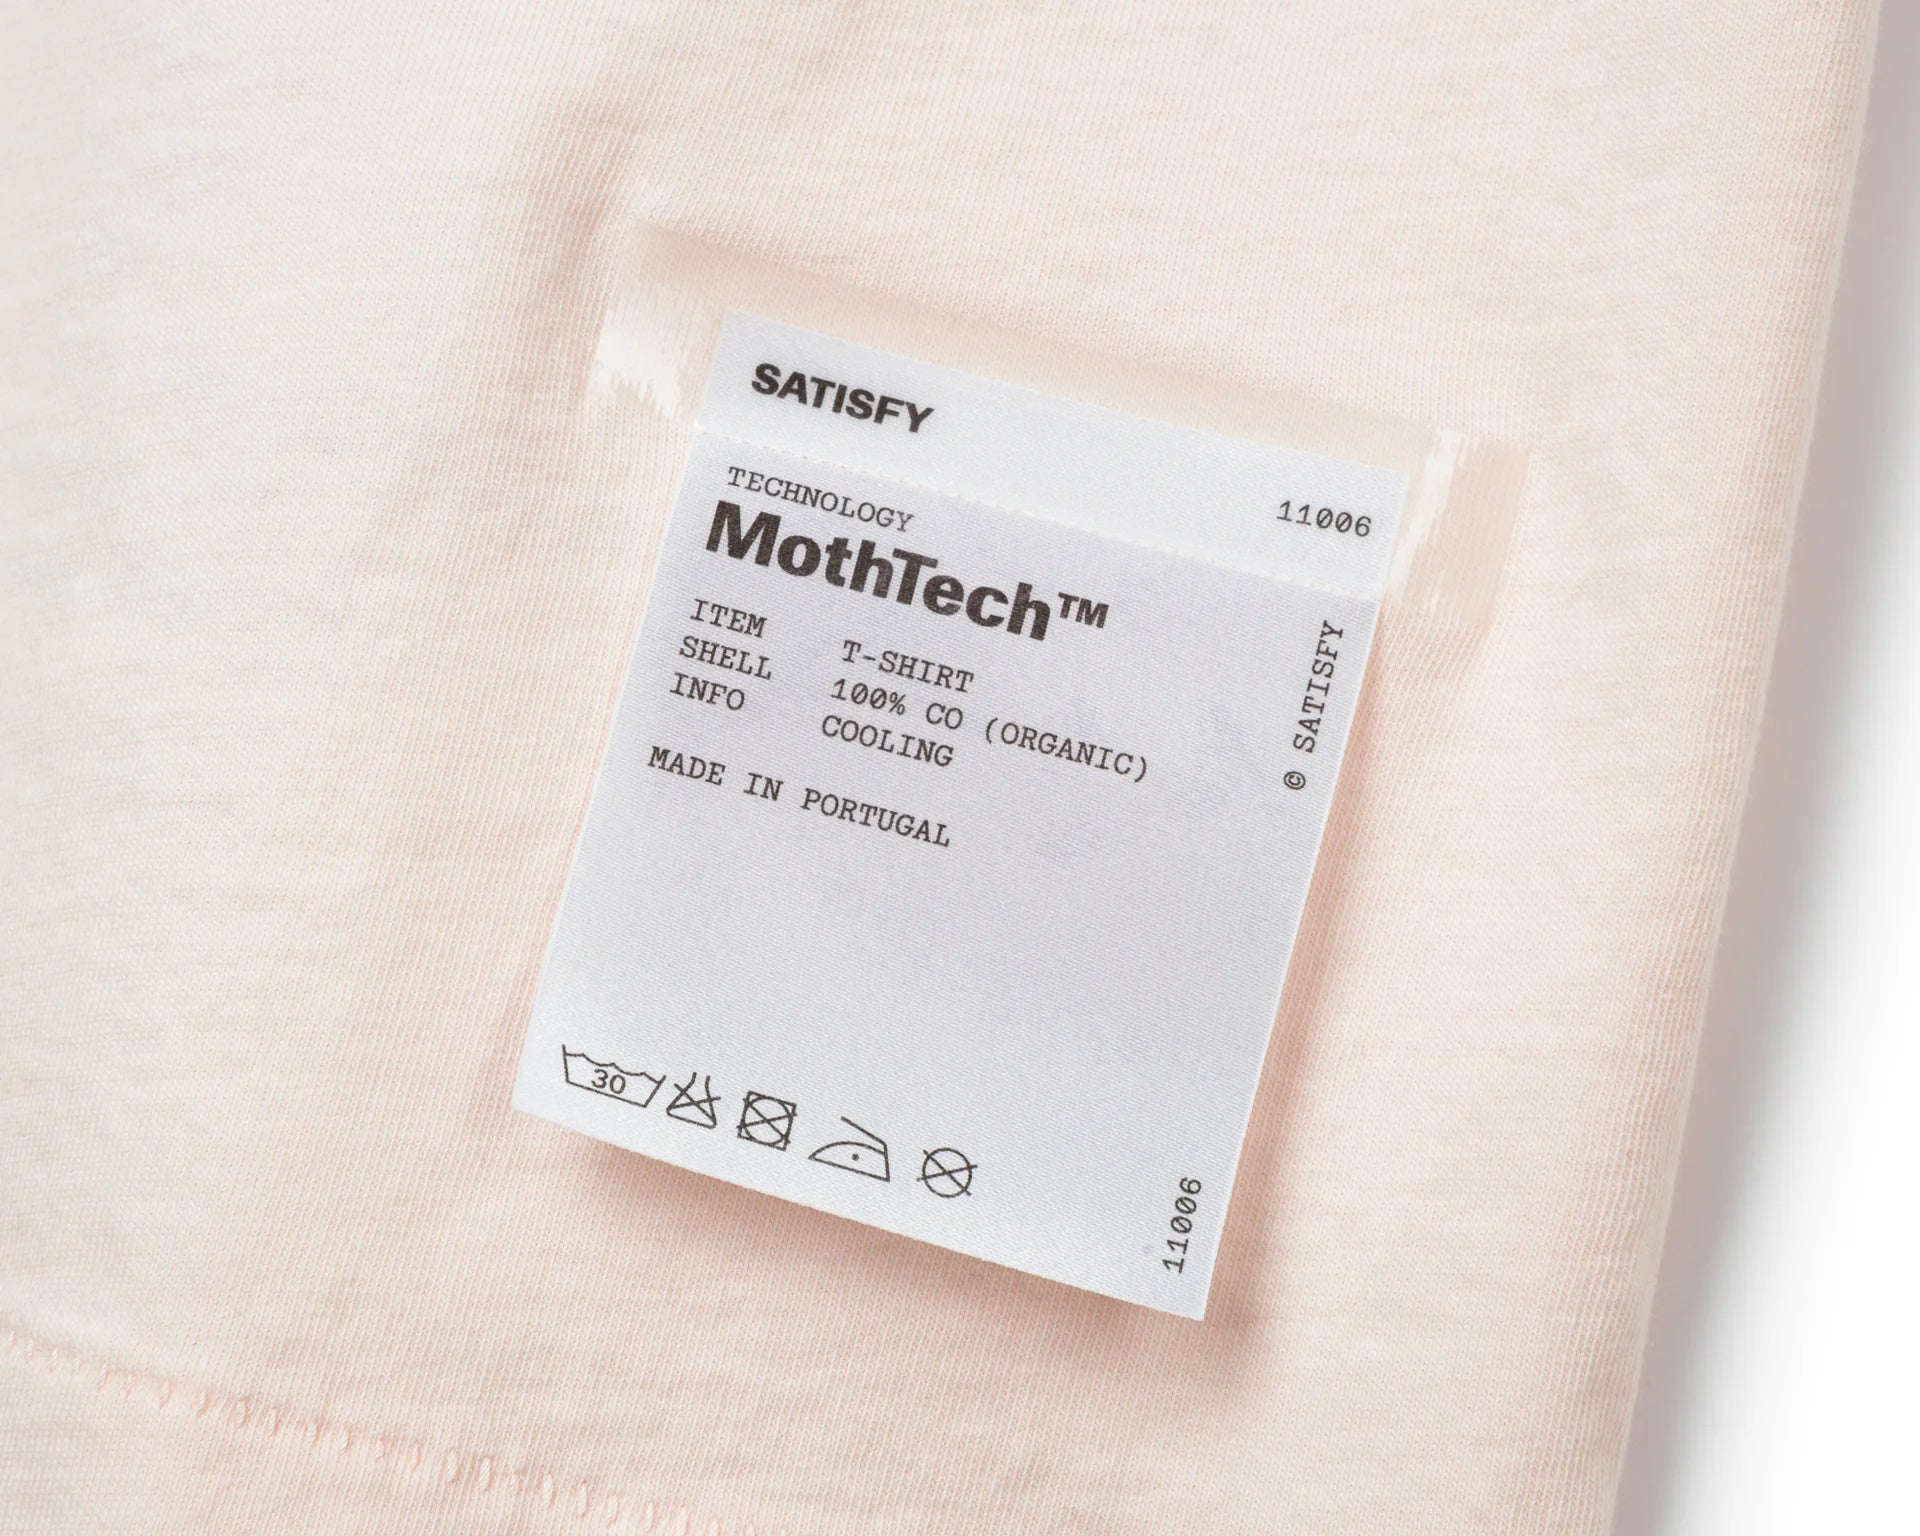 SATISFY
11006
TECHNOLOGY
MothTech™
ITEM T-SHIRT
SHELL 100% CO (ORGANIC)
INFO COOLING
MADE IN PORTUGAL
© SATISFY
30
11006